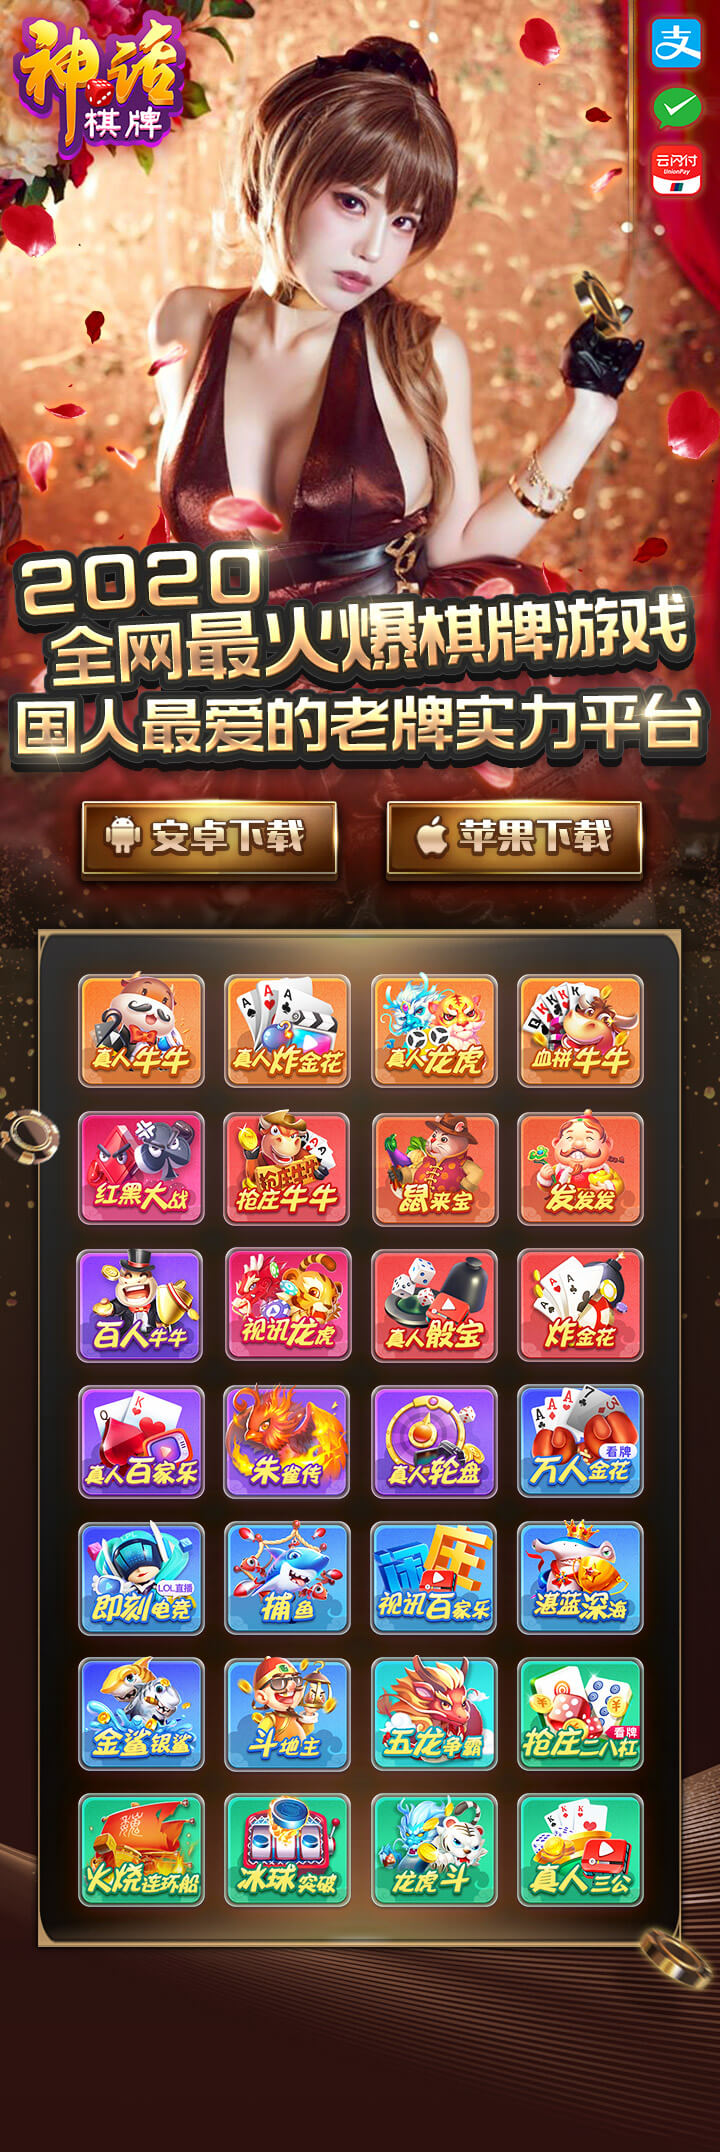 神话
棋牌
云闪付
UnionPay
2020
全网最火爆棋牌游戏
国人最爱的老牌实力平台
安卓下载
苹果下载
真人牛牛
真人炸金花
真人龙虎
血拼牛牛
红黑大战
抢庄牛牛
抢庄牛牛
鼠来宝
发发发
百人牛牛
视讯龙虎
真人骰宝
炸金花
真人百家乐
朱雀传
真人轮盘
看牌
万人金花
LOL直播
即刻电竞
捕鱼
闲庄
视讯百家乐
湛蓝深海
金鲨银鲨
斗地主
五龙争霸
看牌
抢庄二八杠
火烧连环船
冰球突破
龙虎斗
真人三公